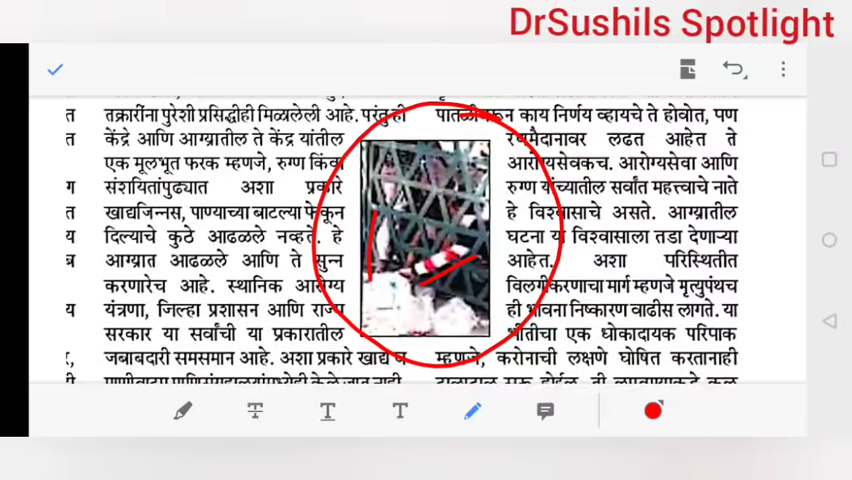 DrSushils Spotlight
त
तक्रारींना पुरेशी प्रसिद्धीही मिळालेली आहे. परंतु ही
त
केंद्रे आणि आग्र्यातील ते केंद्र यांतील
एक मूलभूत फरक म्हणजे, रुग्ण किंवा
ग
संशयितांपुढ्यात अशा प्रकारे
त
खाद्यजिन्नस, पाण्याच्या बाटल्या फेकून
य
दिल्याचे कुठे आढळले नव्हते. हे
त्र
आग्र्यात आढळले आणि ते सुन्न
करणारेच आहे. स्थानिक आरोग्य
य
यंत्रणा, जिल्हा प्रशासन आणि राज्य
सरकार या सर्वांची या प्रकारातील
र,
जबाबदारी समसमान आहे. अशा प्रकारे खाद्य व
पातळीवरून काय निर्णय व्हायचे ते होवोत, पण
रणमैदानावर लढत आहेत ते
आरोग्यसेवकच. आरोग्यसेवा आणि
रुग्ण यांच्यातील सर्वांत महत्त्वाचे नाते
हे विश्वासाचे असते. आग्र्यातील
घटना या विश्वासाला तडा देणाऱ्या
आहेत. अशा परिस्थितीत
विलगीकरणाचा मार्ग म्हणजे मृत्युपंथच
ही भावना निष्कारण वाढीस लागते. या
भीतीचा एक धोकादायक परिपाक
म्हणजे, करोनाची लक्षणे घोषित करतानाही
T
T
T